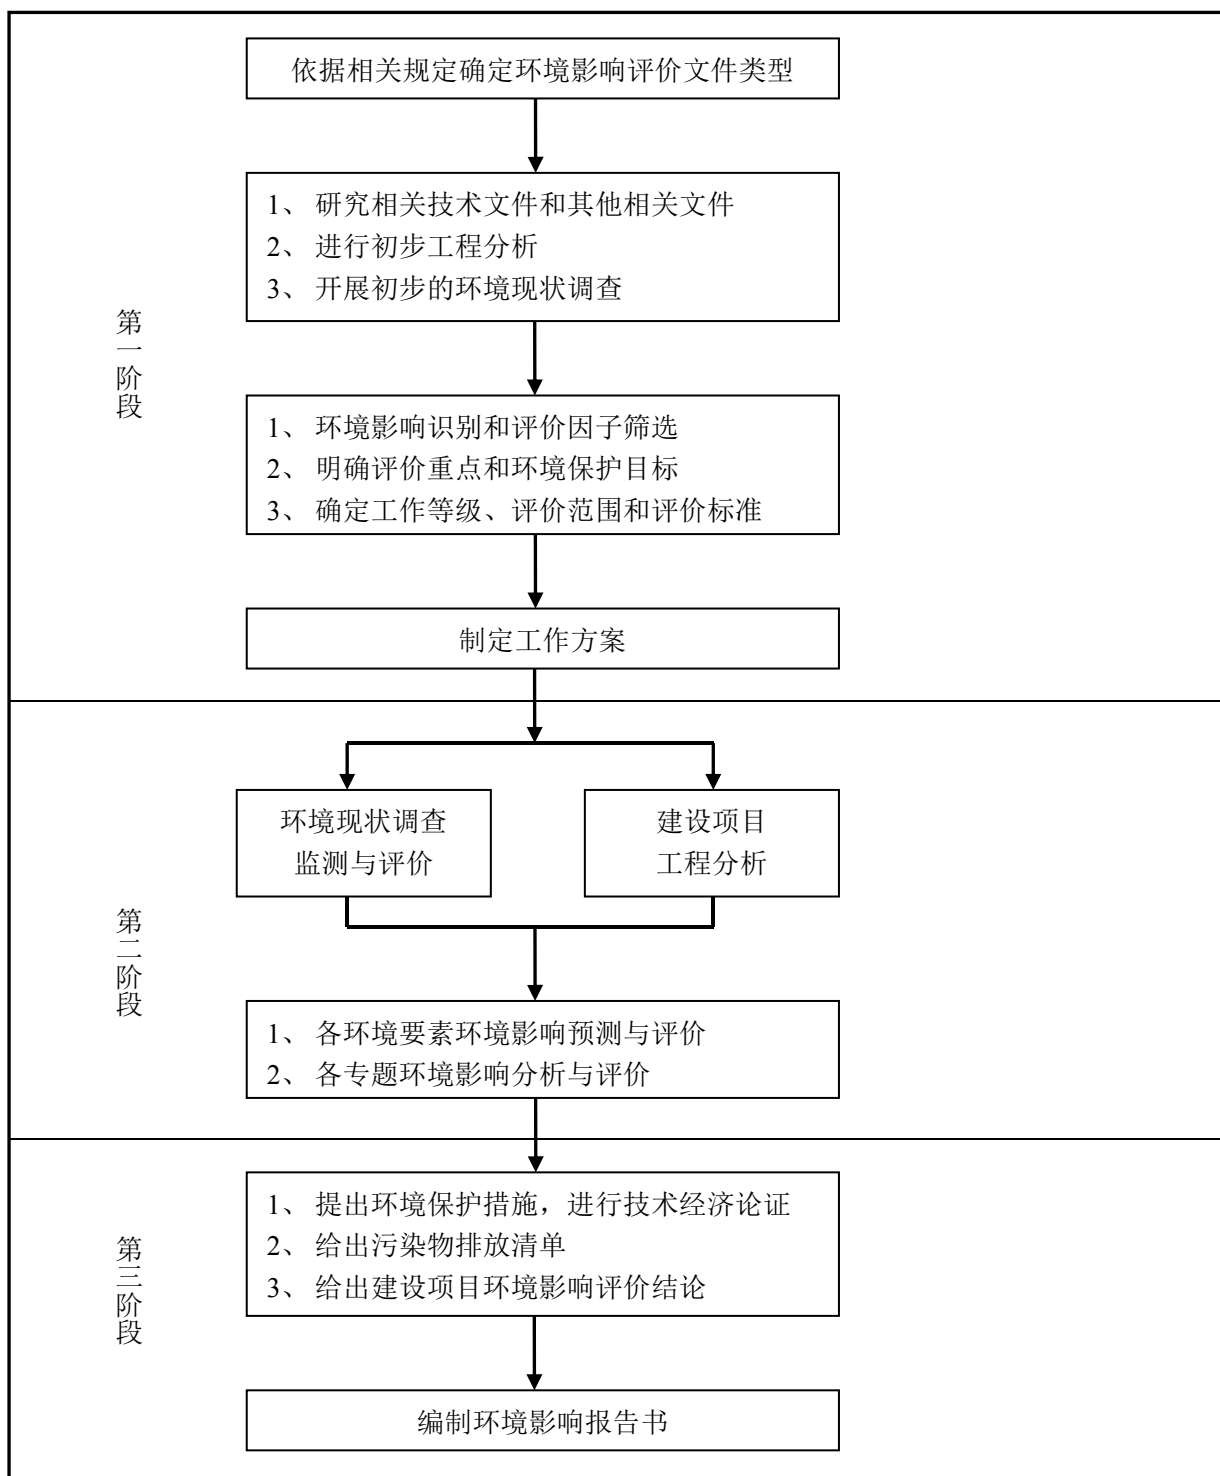 依据相关规定确定环境影响评价文件类型
1、 研究相关技术文件和其他相关文件
2、 进行初步工程分析
3、 开展初步的环境现状调查
第一阶段
1、 环境影响识别和评价因子筛选
2、 明确评价重点和环境保护目标
3、 确定工作等级、评价范围和评价标准
制定工作方案
环境现状调查
监测与评价
建设项目
工程分析
第二阶段
1、 各环境要素环境影响预测与评价
2、 各专题环境影响分析与评价
1、 提出环境保护措施，进行技术经济论证
2、 给出污染物排放清单
3、 给出建设项目环境影响评价结论
第三阶段
编制环境影响报告书